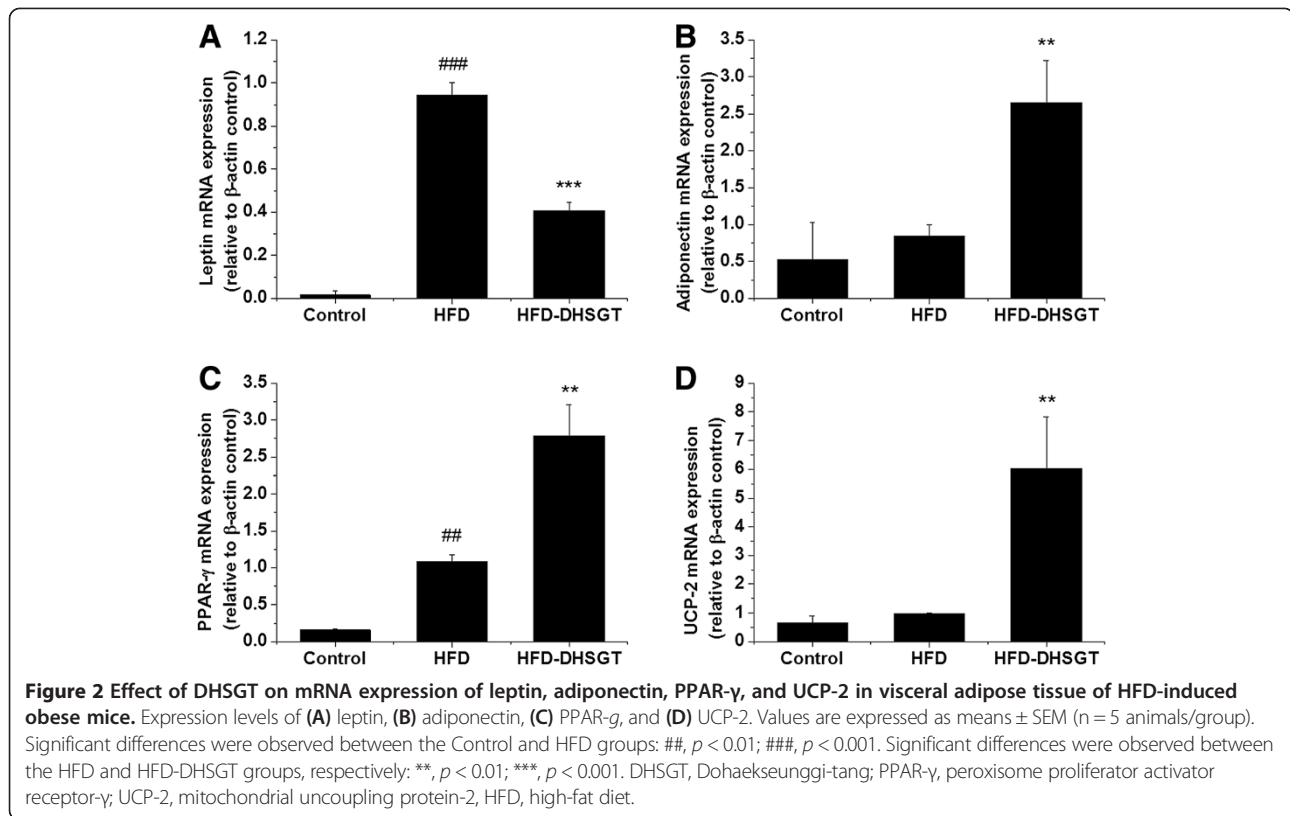 A
Leptin mRNA expression
(relative to β-actin control)
1.2
1.0
0.8
0.6
0.4
0.2
0.0
###
***
Control HFD HFD-DHSGT
B
Adiponectin mRNA expression
(relative to β-actin control)
3.5
3.0
2.5
2.0
1.5
1.0
0.5
0.0
**
Control HFD HFD-DHSGT
C
PPAR-γ mRNA expression
(relative to β-actin control)
3.5
3.0
2.5
2.0
1.5
1.0
0.5
0.0
##
**
Control HFD HFD-DHSGT
D
UCP-2 mRNA expression
(relative to β-actin control)
9
8
7
6
5
4
3
2
1
0
**
Control HFD HFD-DHSGT
Figure 2 Effect of DHSGT on mRNA expression of leptin, adiponectin, PPAR-γ, and UCP-2 in visceral adipose tissue of HFD-induced
obese mice. Expression levels of (A) leptin, (B) adiponectin, (C) PPAR-g, and (D) UCP-2. Values are expressed as means ± SEM (n = 5 animals/group).
Significant differences were observed between the Control and HFD groups: ##, p < 0.01; ###, p < 0.001. Significant differences were observed between
the HFD and HFD-DHSGT groups, respectively: **, p < 0.01; ***, p < 0.001. DHSGT, Dohaekseunggi-tang; PPAR-γ, peroxisome proliferator activator
receptor-γ; UCP-2, mitochondrial uncoupling protein-2, HFD, high-fat diet.